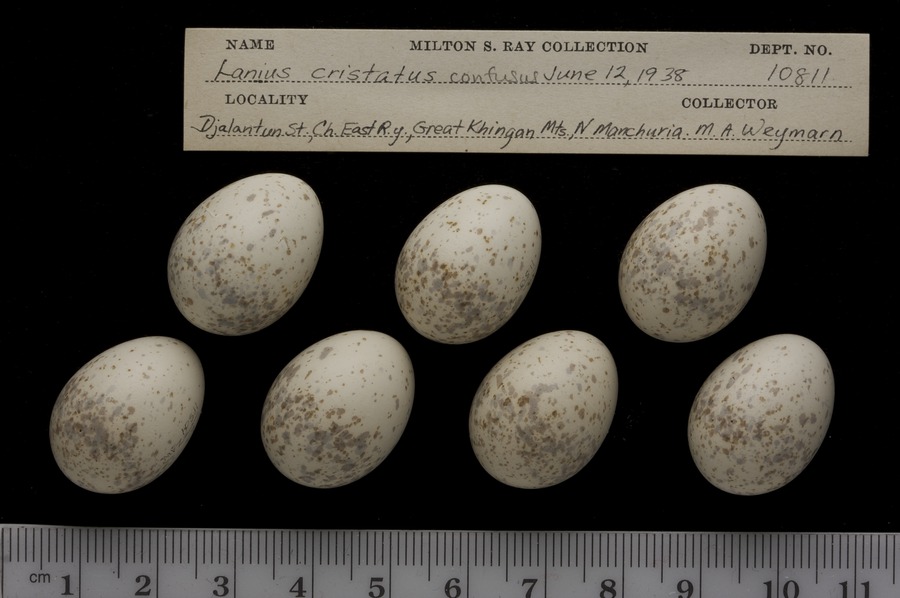 NAME MILTON S. RAY COLLECTION DEPT. NO.
Lanius cristatus confusus June 12, 1938 10811
LOCALITY COLLECTOR
Djalantun St., Ch. East Ry., Great Khingan Mts., N Manchuria. M. A. Weymarn
cm 1 2 3 4 5 6 7 8 9 10 11